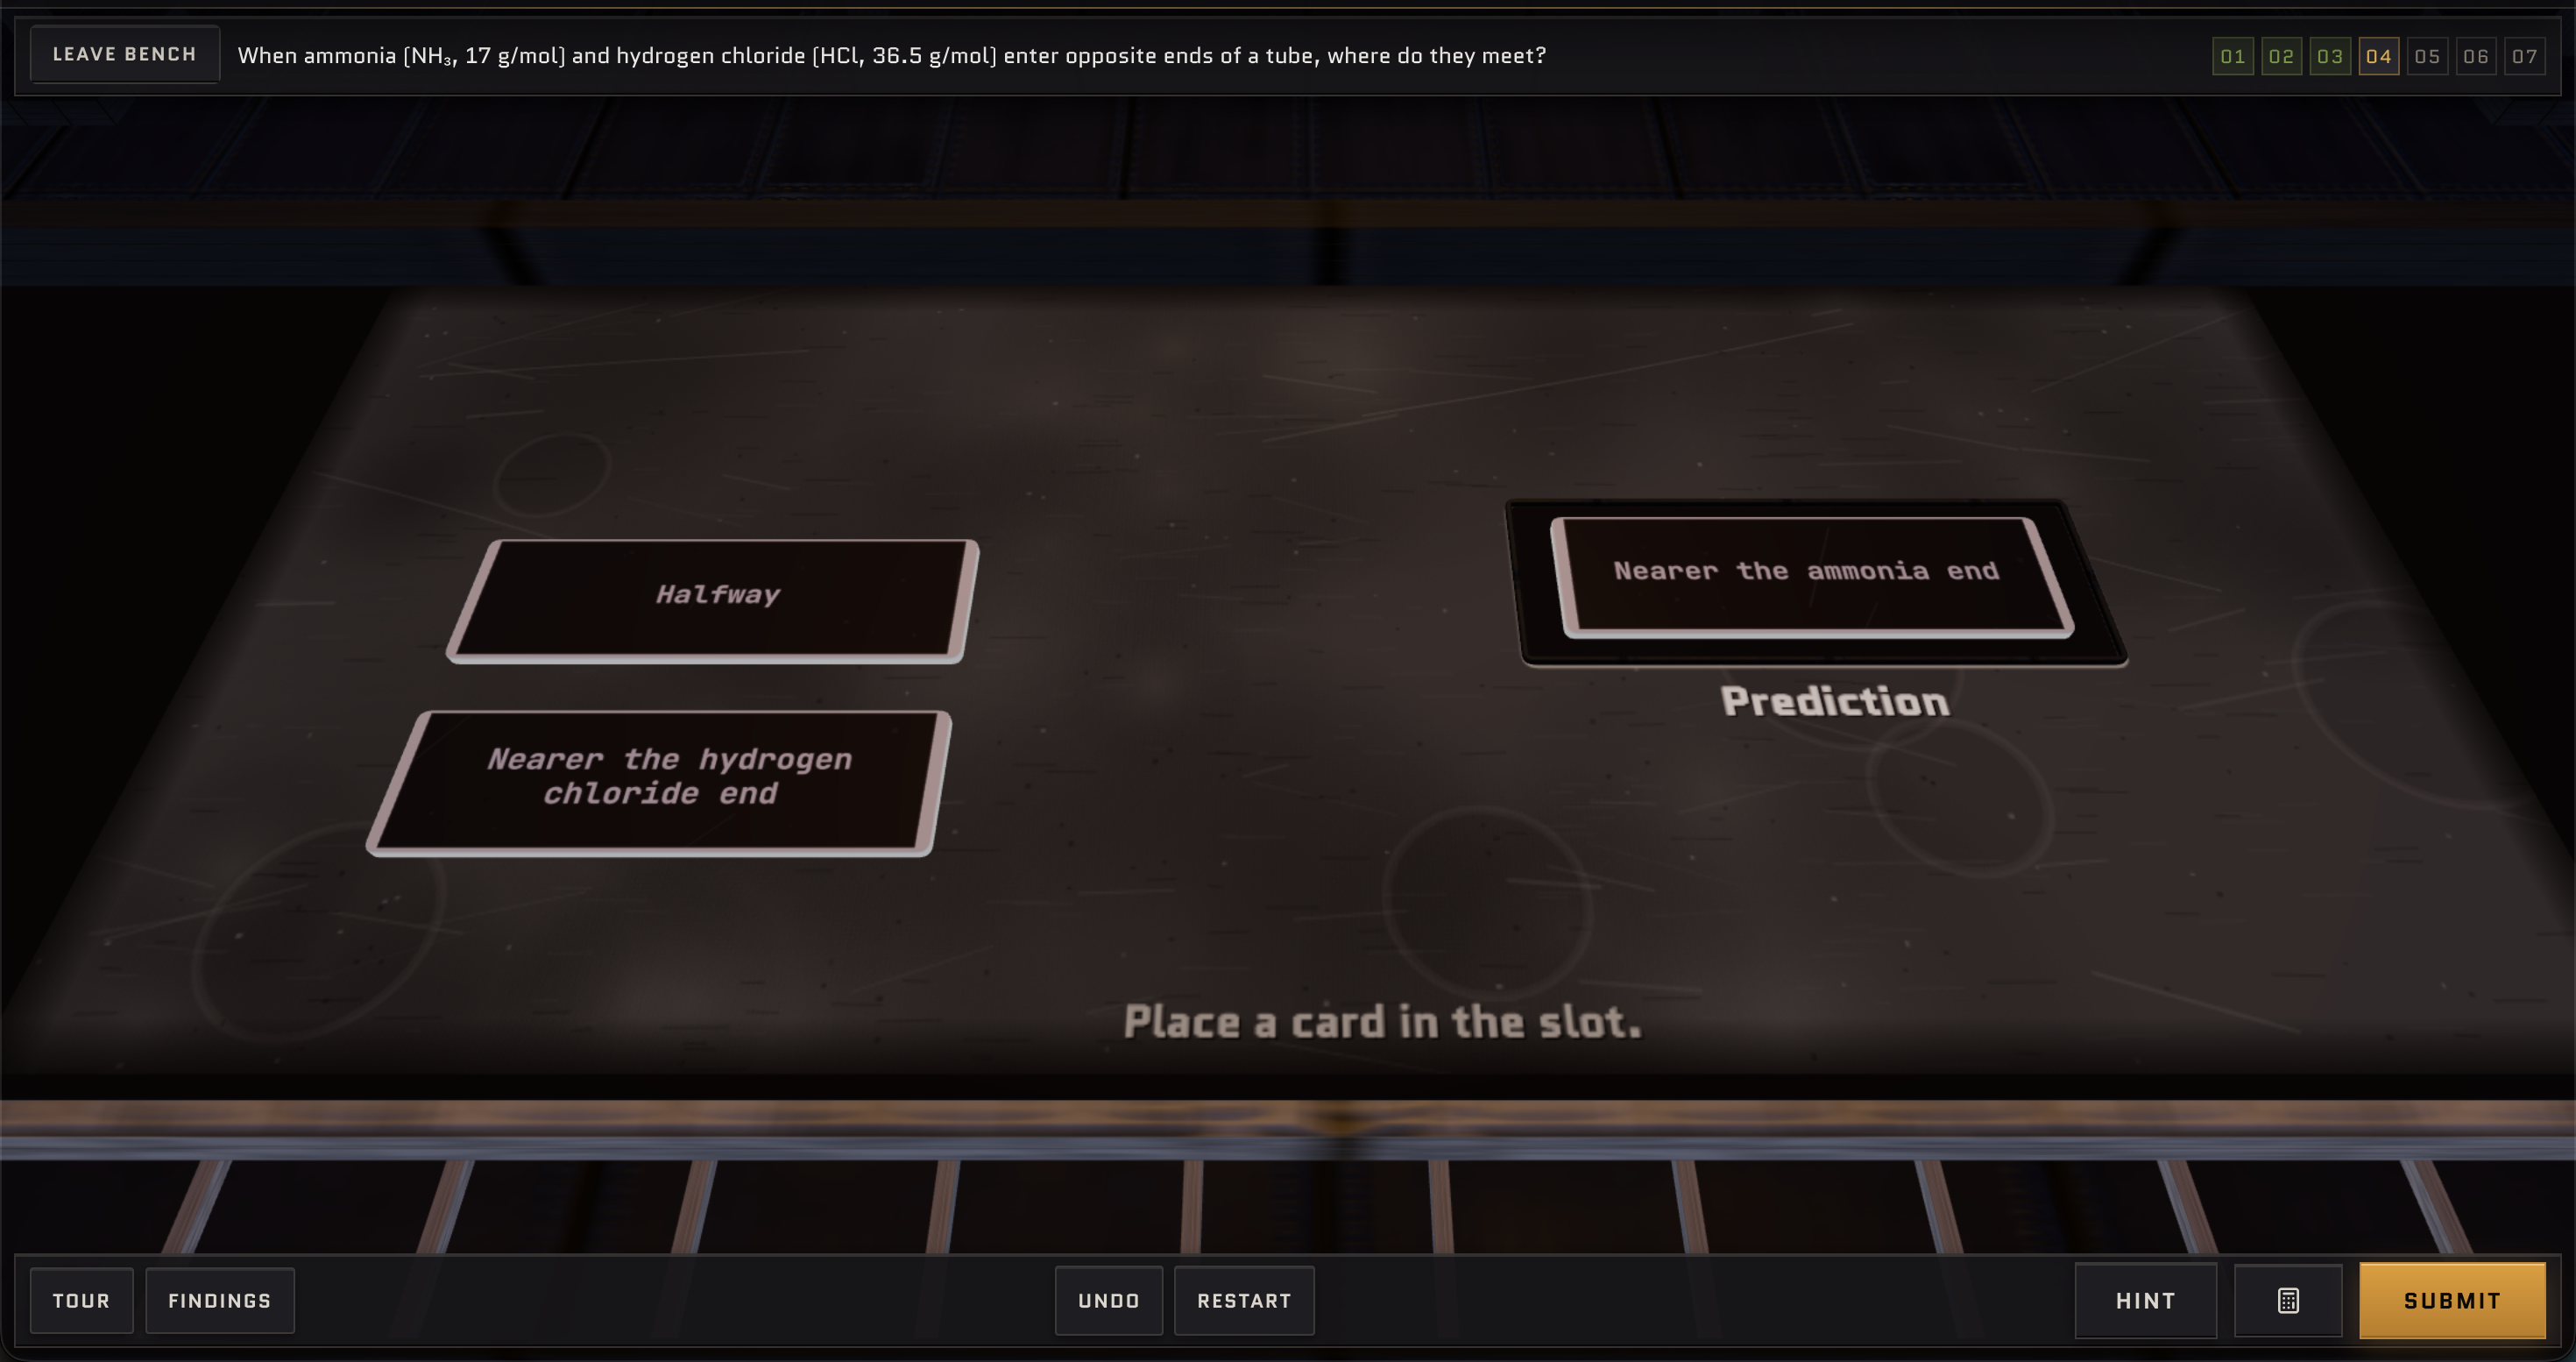 LEAVE BENCH
When ammonia (NH₃, 17 g/mol) and hydrogen chloride (HCl, 36.5 g/mol) enter opposite ends of a tube, where do they meet?
01 02 03 04 05 06 07
Halfway
Nearer the hydrogen
chloride end
Nearer the ammonia end
Prediction
Place a card in the slot.
TOUR
FINDINGS
UNDO
RESTART
HINT
SUBMIT